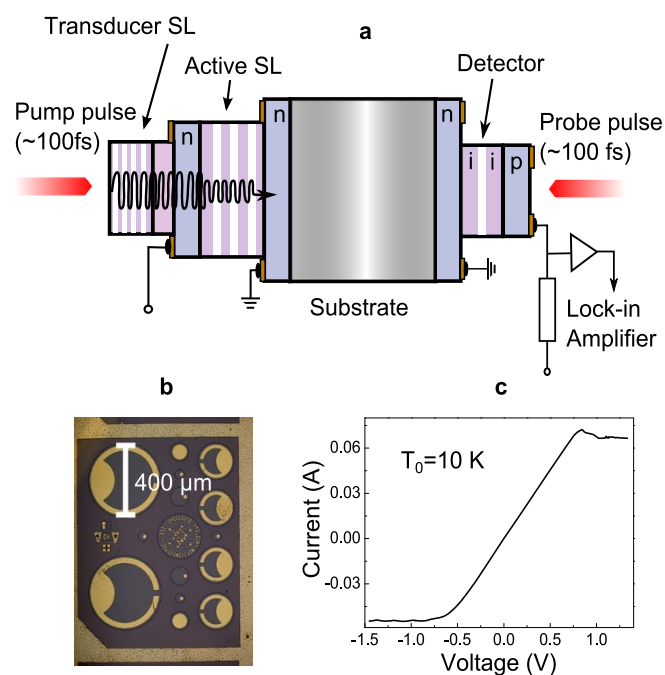 a
Transducer SL
Active SL
Detector
Pump pulse
(~100fs)
n
n
n
i i p
Probe pulse
(~100 fs)
Substrate
Lock-in
Amplifier
b
400 μm
c
T₀=10 K
Current (A)
0.06
0.03
0.00
-0.03
-1.5 -1.0 -0.5 0.0 0.5 1.0
Voltage (V)